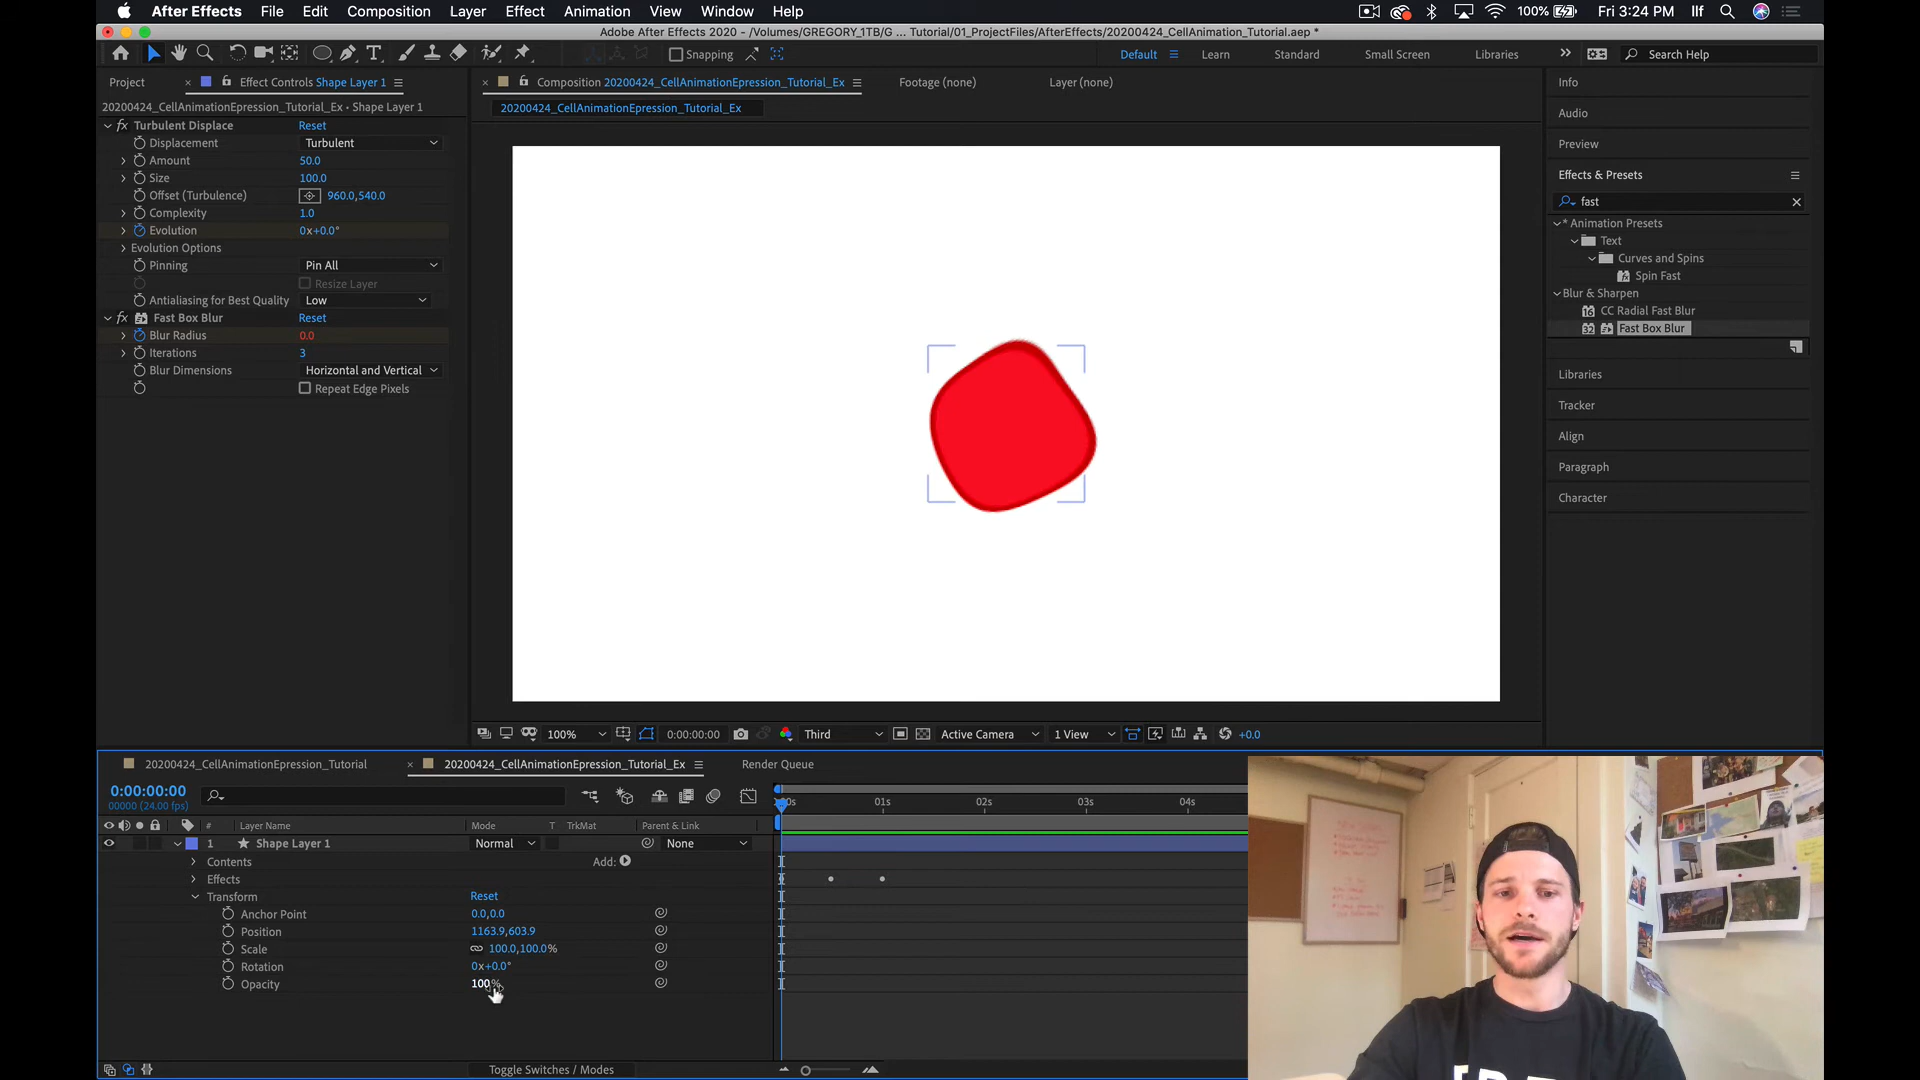 After Effects File Edit Composition Layer Effect Animation View Window Help 100% Fri 3:24 PM llf
Adobe After Effects 2020 - /Volumes/GREGORY_1TB/G ... Tutorial/01_ProjectFiles/AfterEffects/20200424_CellAnimation_Tutorial.aep *
Snapping Default Learn Standard Small Screen Libraries Search Help
Project Effect Controls Shape Layer 1
20200424_CellAnimationEpression_Tutorial_Ex • Shape Layer 1
fx Turbulent Displace Reset
Displacement Turbulent
Amount 50.0
Size 100.0
Offset (Turbulence) 960.0,540.0
Complexity 1.0
Evolution 0x+0.0°
Evolution Options
Pinning Pin All
Resize Layer
Antialiasing for Best Quality Low
fx Fast Box Blur Reset
Blur Radius 0.0
Iterations 3
Blur Dimensions Horizontal and Vertical
Repeat Edge Pixels
Composition 20200424_CellAnimationEpression_Tutorial_Ex Footage (none) Layer (none)
20200424_CellAnimationEpression_Tutorial_Ex
100% 0:00:00:00 Third Active Camera 1 View +0.0
Info
Audio
Preview
Effects & Presets
fast
* Animation Presets
Text
Curves and Spins
Spin Fast
Blur & Sharpen
16 CC Radial Fast Blur
32 Fast Box Blur
Libraries
Tracker
Align
Paragraph
Character
20200424_CellAnimationEpression_Tutorial 20200424_CellAnimationEpression_Tutorial_Ex Render Queue
0:00:00:00
00000 (24.00 fps)
01s 02s 03s 04s
# Layer Name Mode T TrkMat Parent & Link
1 Shape Layer 1 Normal None
Contents Add:
Effects
Transform Reset
Anchor Point 0.0,0.0
Position 1163.9,603.9
Scale 100.0,100.0%
Rotation 0x+0.0°
Opacity 100%
Toggle Switches / Modes